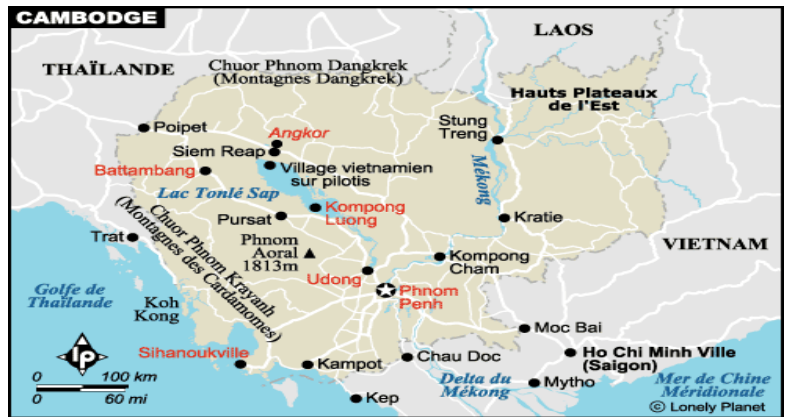 CAMBODGE
LAOS
THAÏLANDE
Chuor Phnom Dangkrek
(Montagnes Dangkrek)
Hauts Plateaux
de l'Est
Poipet
Angkor
Stung
Treng
Siem Reap
Battambang
Village vietnamien
sur pilotis
Mékong
Lac Tonlé Sap
Kompong
Luong
Pursat
Kratie
Chuor Phnom Krayanh
(Montagnes des Cardamomes)
Trat
Phnom
Aoral
1813m
VIETNAM
Kompong
Cham
Udong
Phnom
Penh
Golfe de
Thaïlande
Koh
Kong
Moc Bai
lp
Sihanoukville
Kampot
Chau Doc
Ho Chi Minh Ville
(Saigon)
0 100 km
0 60 mi
Kep
Delta du
Mékong
Mytho
Mer de Chine
Méridionale
© Lonely Planet